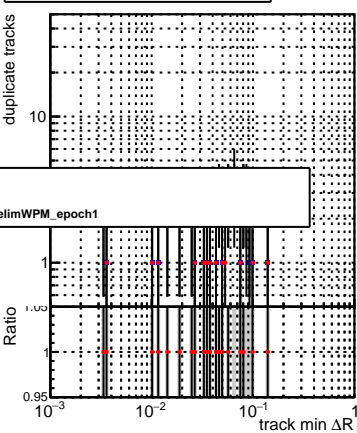 duplicate tracks
10
elimWPM_epoch1
1
1.05
Ratio
1
0.95
10−3
10−2
10−1
1
track min ΔR